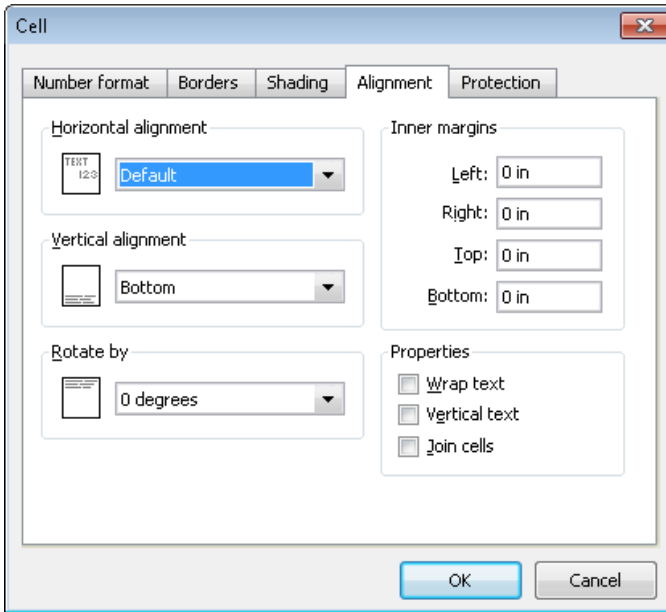 Cell
Number format Borders Shading Alignment Protection
Horizontal alignment
TEXT
123
Default
Vertical alignment
Bottom
Rotate by
0 degrees
Inner margins
Left: 0 in
Right: 0 in
Top: 0 in
Bottom: 0 in
Properties
Wrap text
Vertical text
Join cells
OK Cancel